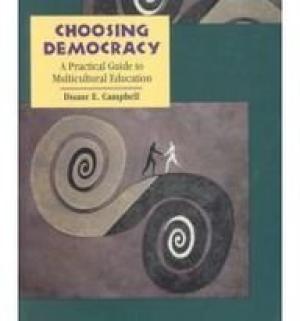 CHOOSING
DEMOCRACY
A Practical Guide to
Multicultural Education
Duane E. Campbell